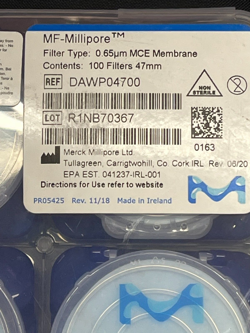 MF-Millipore™
Filter Type: 0.65µm MCE Membrane
Contents: 100 Filters 47mm
REF DAWP04700
NON
STERILE
LOT R1NB70367
0163
Merck Millipore Ltd
Tullagreen, Carrigtwohill, Co. Cork IRL Rev 06/20
EPA EST. 041237-IRL-001
Directions for Use refer to website
PR05425 Rev. 11/18 Made in Ireland
M
M